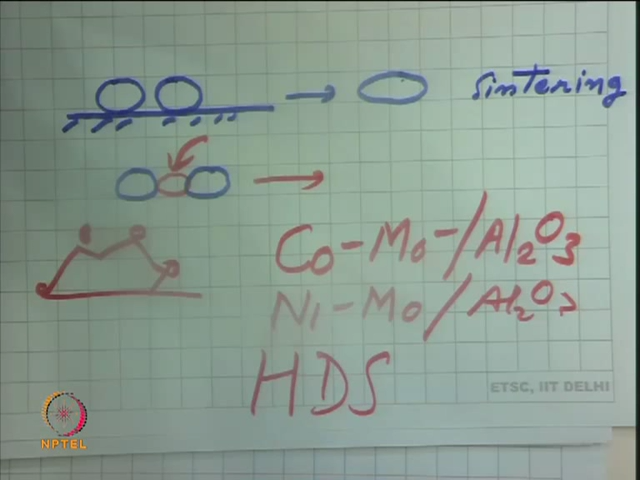 sintering
Co-Mo-/Al2O3
Ni-Mo/Al2O3
HDS
ETSC, IIT DELHI
NPTEL